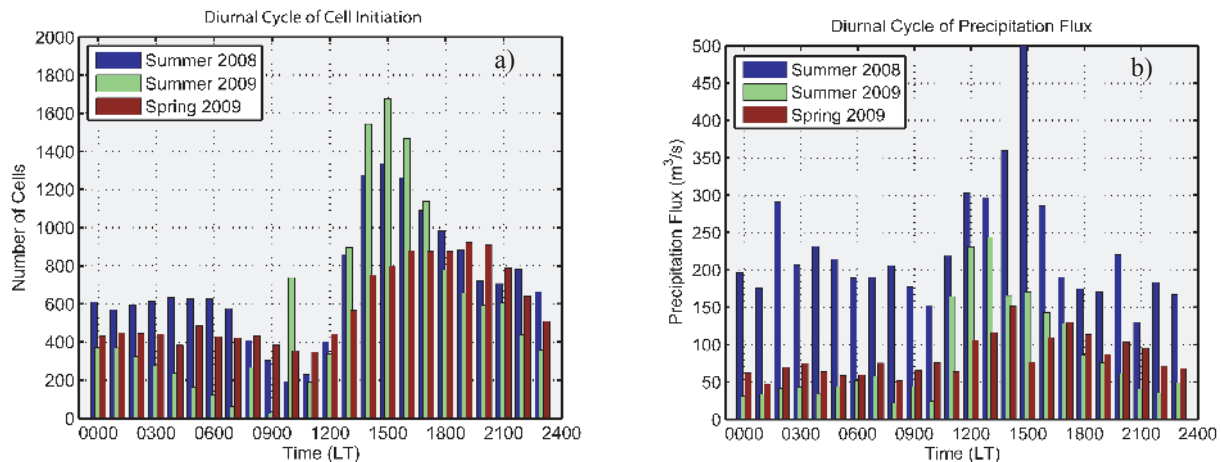 Diurnal Cycle of Cell Initiation
2000
1800
1600
1400
1200
1000
800
600
400
200
0
Number of Cells
Summer 2008
Summer 2009
Spring 2009
a)
0000 0300 0600 0900 1200 1500 1800 2100 2400
Time (LT)
Diurnal Cycle of Precipitation Flux
500
450
400
350
300
250
200
150
100
50
0
Precipitation Flux (m³/s)
Summer 2008
Summer 2009
Spring 2009
b)
0000 0300 0600 0900 1200 1500 1800 2100 2400
Time (LT)